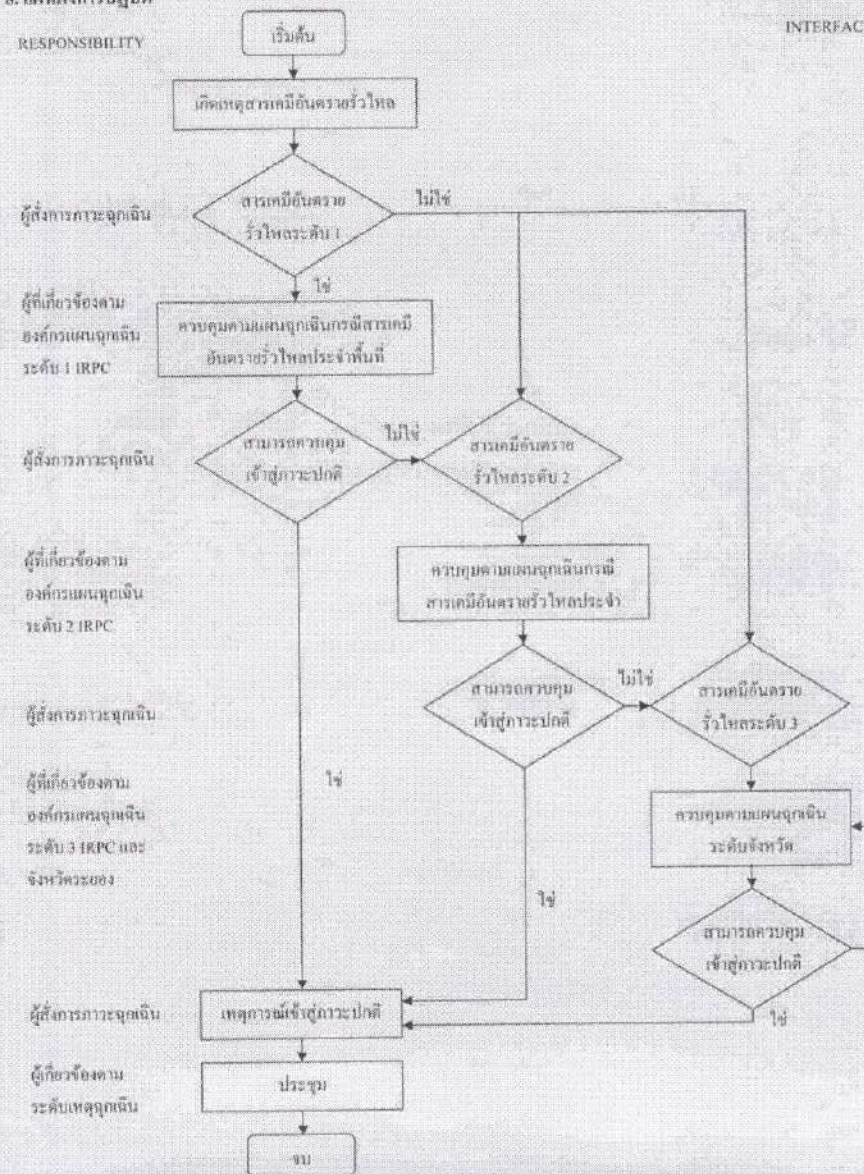 RESPONSIBILITY
INTERFAC
เริ่มต้น
เกิดเหตุสารเคมีอันตรายรั่วไหล
ผู้สั่งการภาวะฉุกเฉิน
สารเคมีอันตราย
รั่วไหลระดับ 1
ไม่ใช่
ใช่
ผู้ที่เกี่ยวข้องตาม
องค์กรแผนฉุกเฉิน
ระดับ 1 IRPC
ควบคุมตามแผนฉุกเฉินกรณีสารเคมี
อันตรายรั่วไหลประจำพื้นที่
ผู้สั่งการภาวะฉุกเฉิน
สามารถควบคุม
เข้าสู่ภาวะปกติ
ไม่ใช่
สารเคมีอันตราย
รั่วไหลระดับ 2
ผู้ที่เกี่ยวข้องตาม
องค์กรแผนฉุกเฉิน
ระดับ 2 IRPC
ควบคุมตามแผนฉุกเฉินกรณี
สารเคมีอันตรายรั่วไหลประจำ
ผู้สั่งการภาวะฉุกเฉิน
สามารถควบคุม
เข้าสู่ภาวะปกติ
ไม่ใช่
สารเคมีอันตราย
รั่วไหลระดับ 3
ผู้ที่เกี่ยวข้องตาม
องค์กรแผนฉุกเฉิน
ระดับ 3 IRPC และ
จังหวัดระยอง
ใช่
ควบคุมตามแผนฉุกเฉิน
ระดับจังหวัด
ใช่
สามารถควบคุม
เข้าสู่ภาวะปกติ
ผู้สั่งการภาวะฉุกเฉิน
เหตุการณ์เข้าสู่ภาวะปกติ
ใช่
ผู้เกี่ยวข้องตาม
ระดับเหตุฉุกเฉิน
ประชุม
จบ